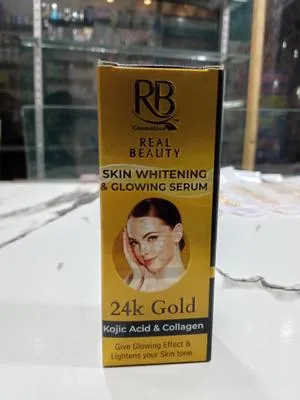 RB
Cosmetics
REAL
BEAUTY
SKIN WHITENING
& GLOWING SERUM
24k Gold
Kojic Acid & Collagen
Give Glowing Effect &
Lightens your Skin tone